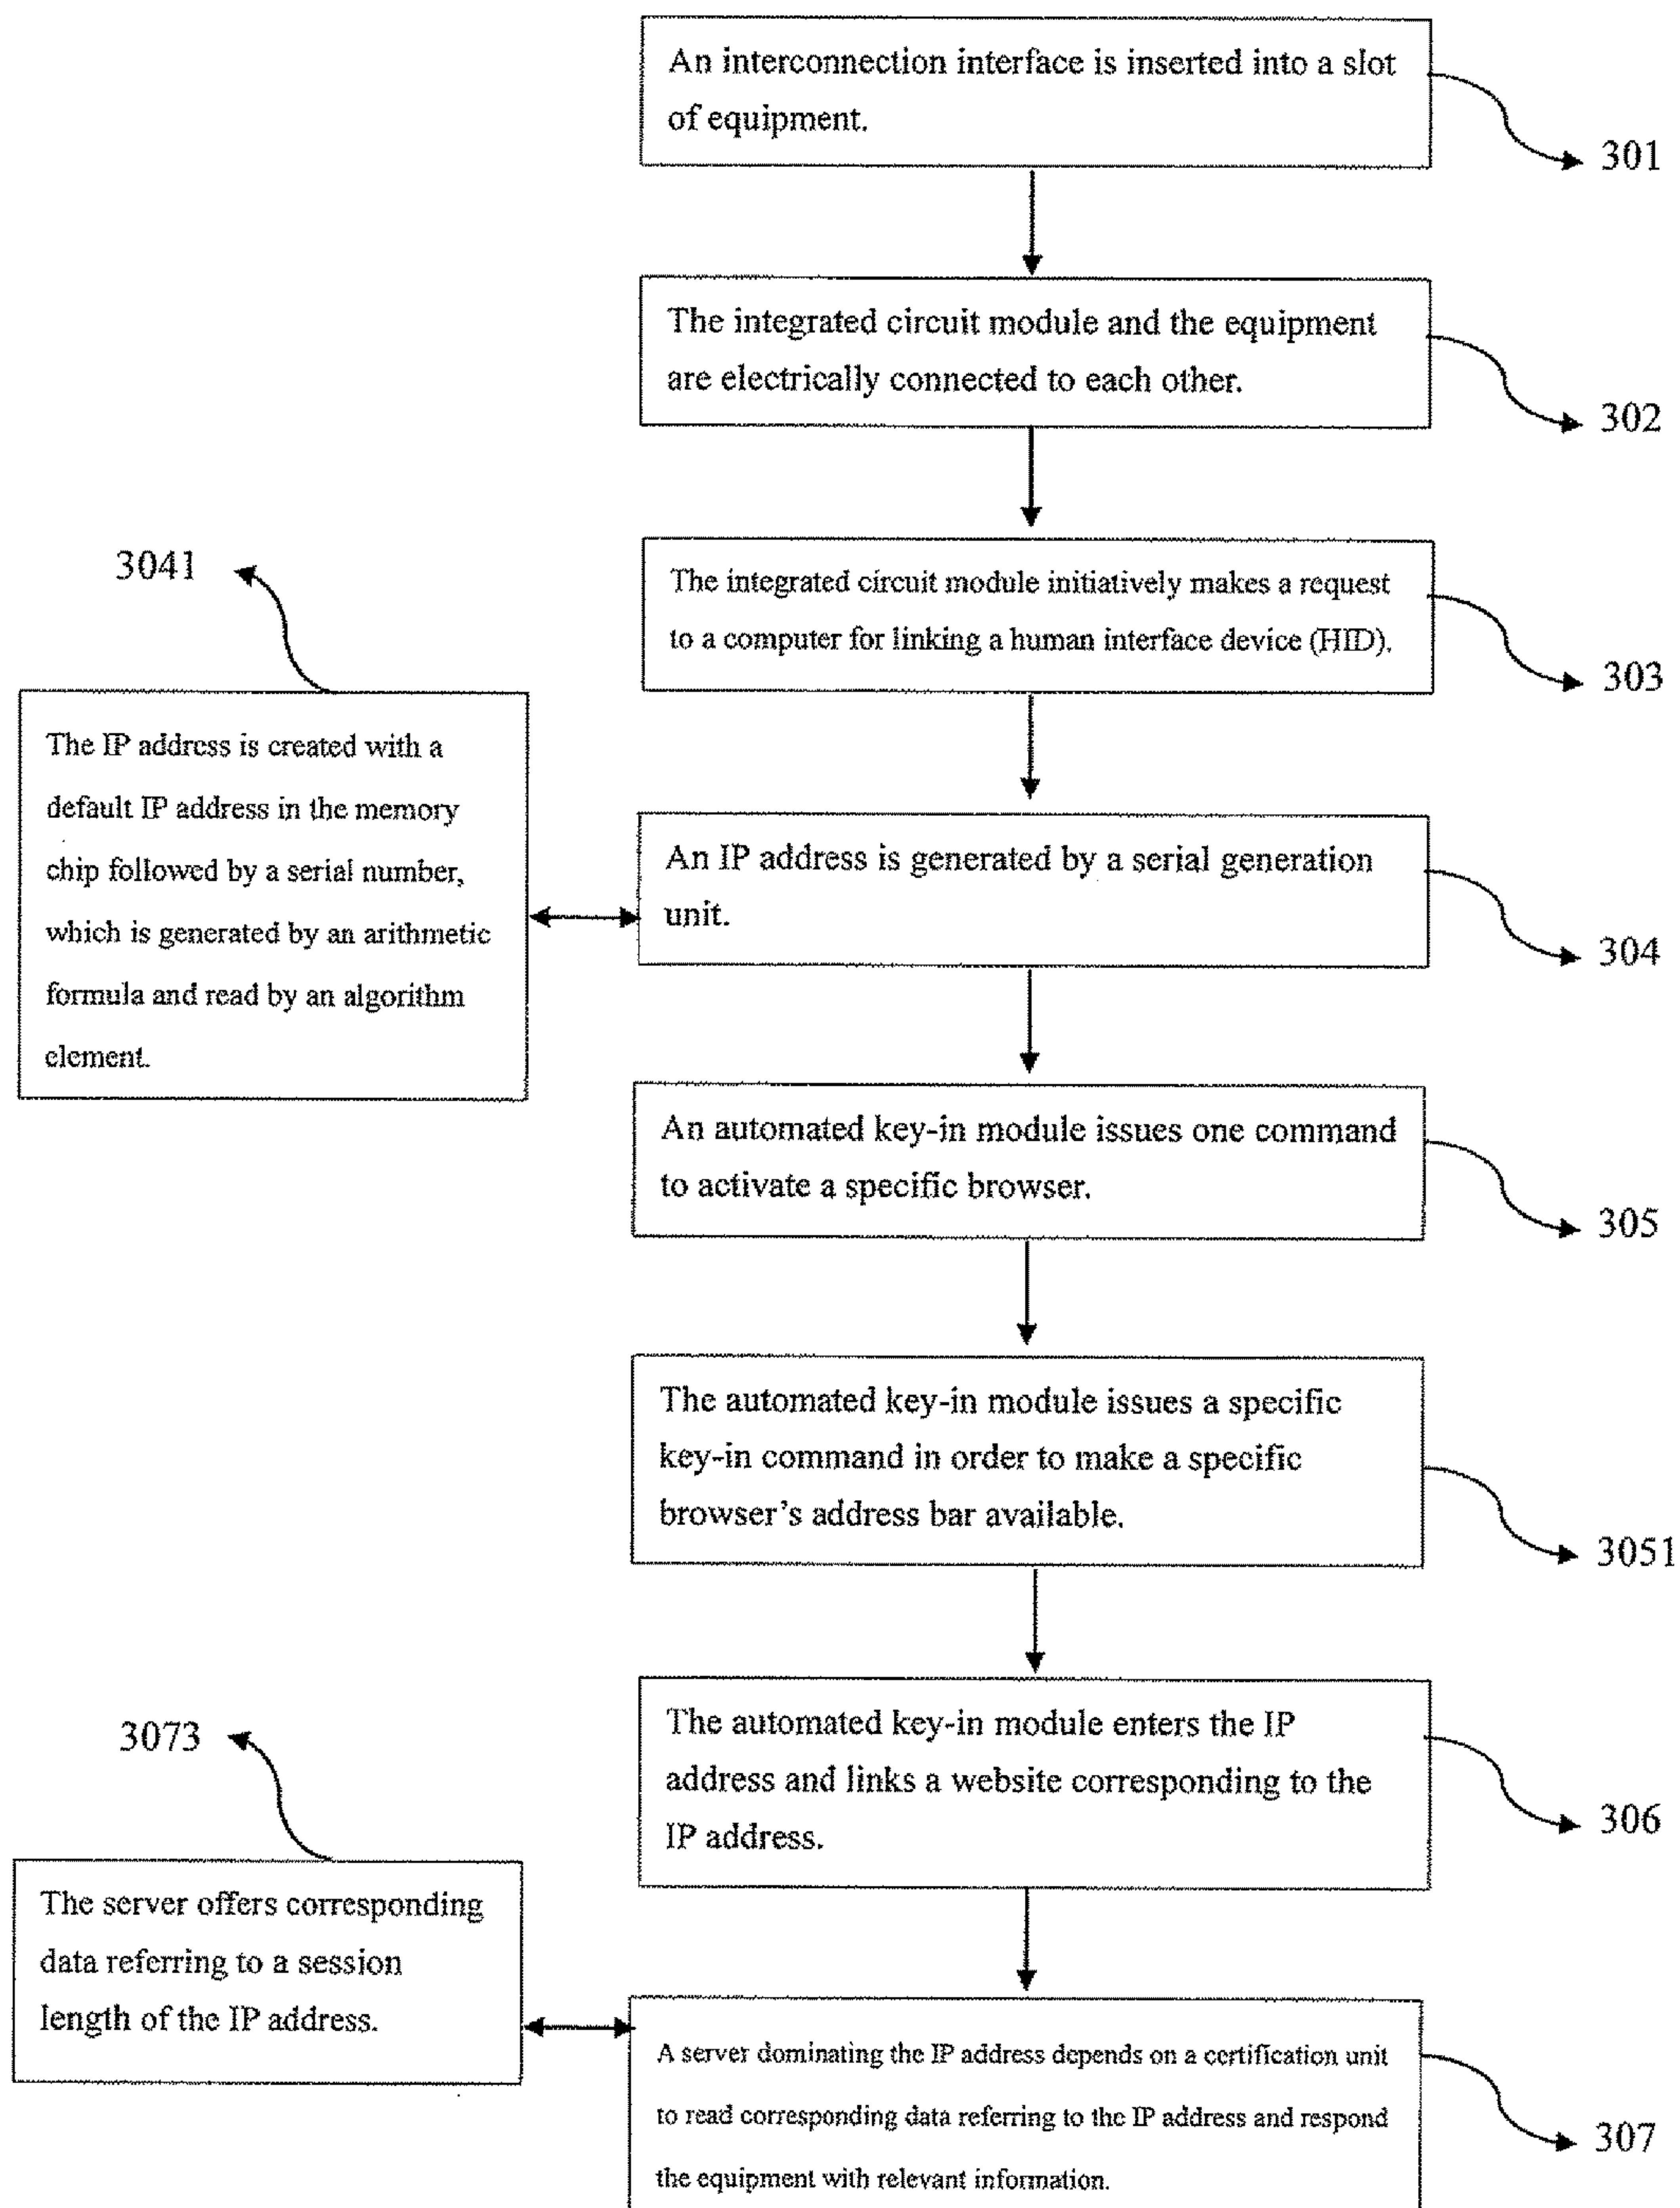 An interconnection interface is inserted into a slot
of equipment.
301
The integrated circuit module and the equipment
are electrically connected to each other.
302
The integrated circuit module initiatively makes a request
to a computer for linking a human interface device (HID).
303
3041
The IP address is created with a
default IP address in the memory
chip followed by a serial number,
which is generated by an arithmetic
formula and read by an algorithm
element.
An IP address is generated by a serial generation
unit.
304
An automated key-in module issues one command
to activate a specific browser.
305
The automated key-in module issues a specific
key-in command in order to make a specific
browser's address bar available.
3051
The automated key-in module enters the IP
address and links a website corresponding to the
IP address.
306
3073
The server offers corresponding
data referring to a session
length of the IP address.
A server dominating the IP address depends on a certification unit
to read corresponding data referring to the IP address and respond
the equipment with relevant information.
307